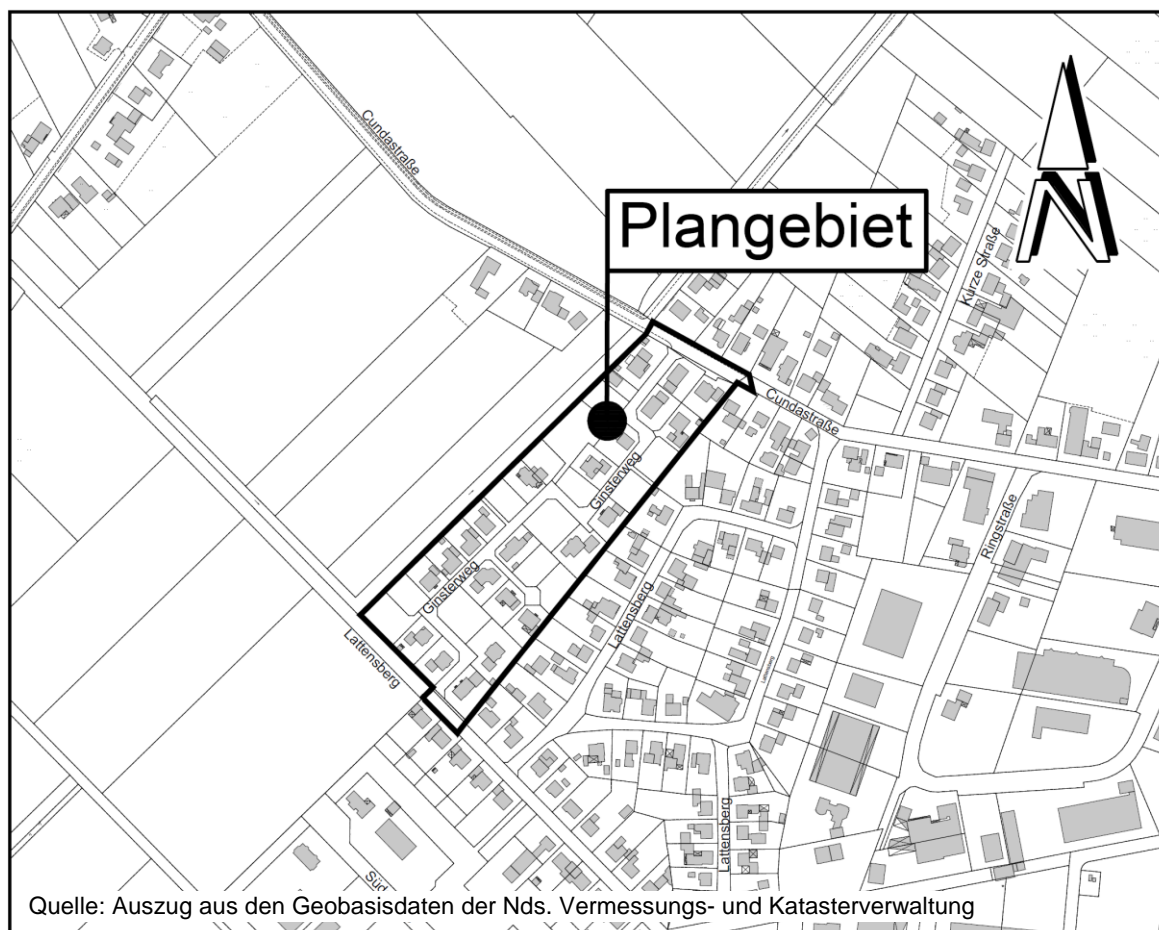 Cundastraße
N
Plangebiet
Kurze Straße
Cundastraße
Ginsterweg
Ringstraße
Ginsterweg
Lattensberg
Lattensberg
Lattensberg
Süd
Quelle: Auszug aus den Geobasisdaten der Nds. Vermessungs- und Katasterverwaltung